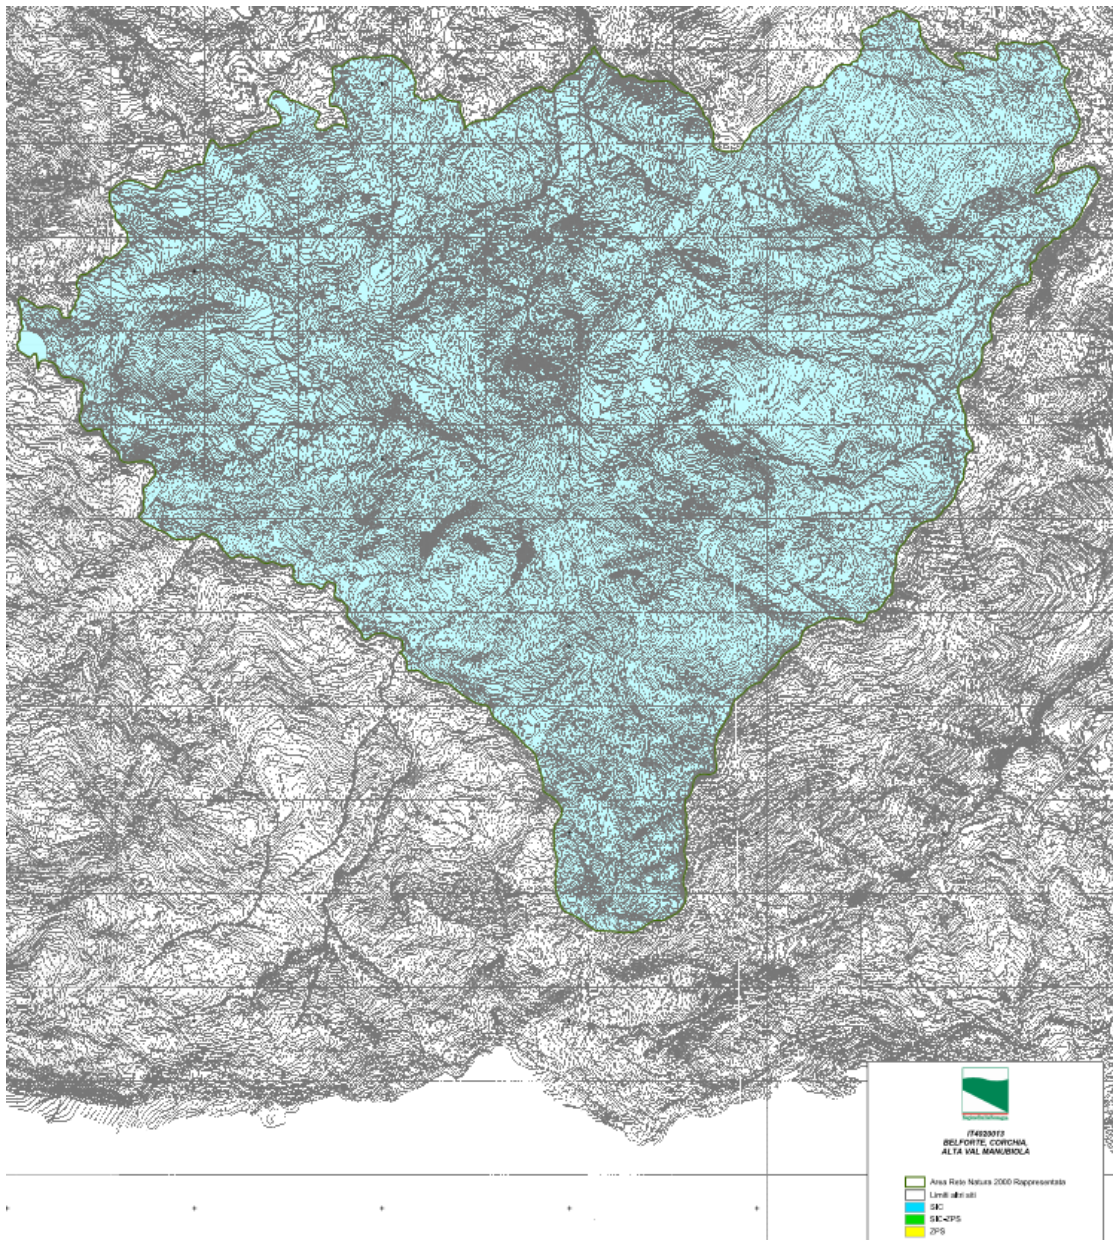 IT4020013
BELFORTE, CORCHIA,
ALTA VAL MANUBIOLA
Area Rete Natura 2000 Rappresentata
Limiti altri siti
SIC
SIC-ZPS
ZPS